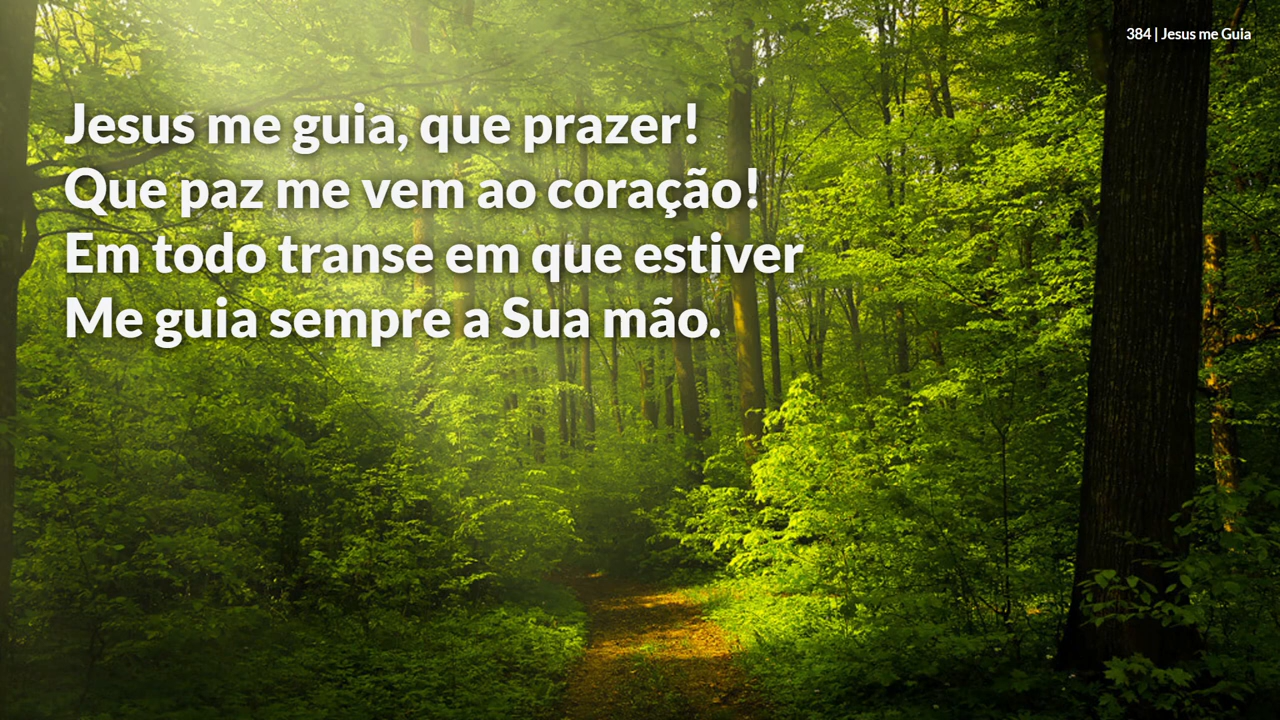 384 | Jesus me Guia
Jesus me guia, que prazer!
Que paz me vem ao coração!
Em todo transe em que estiver
Me guia sempre a Sua mão.